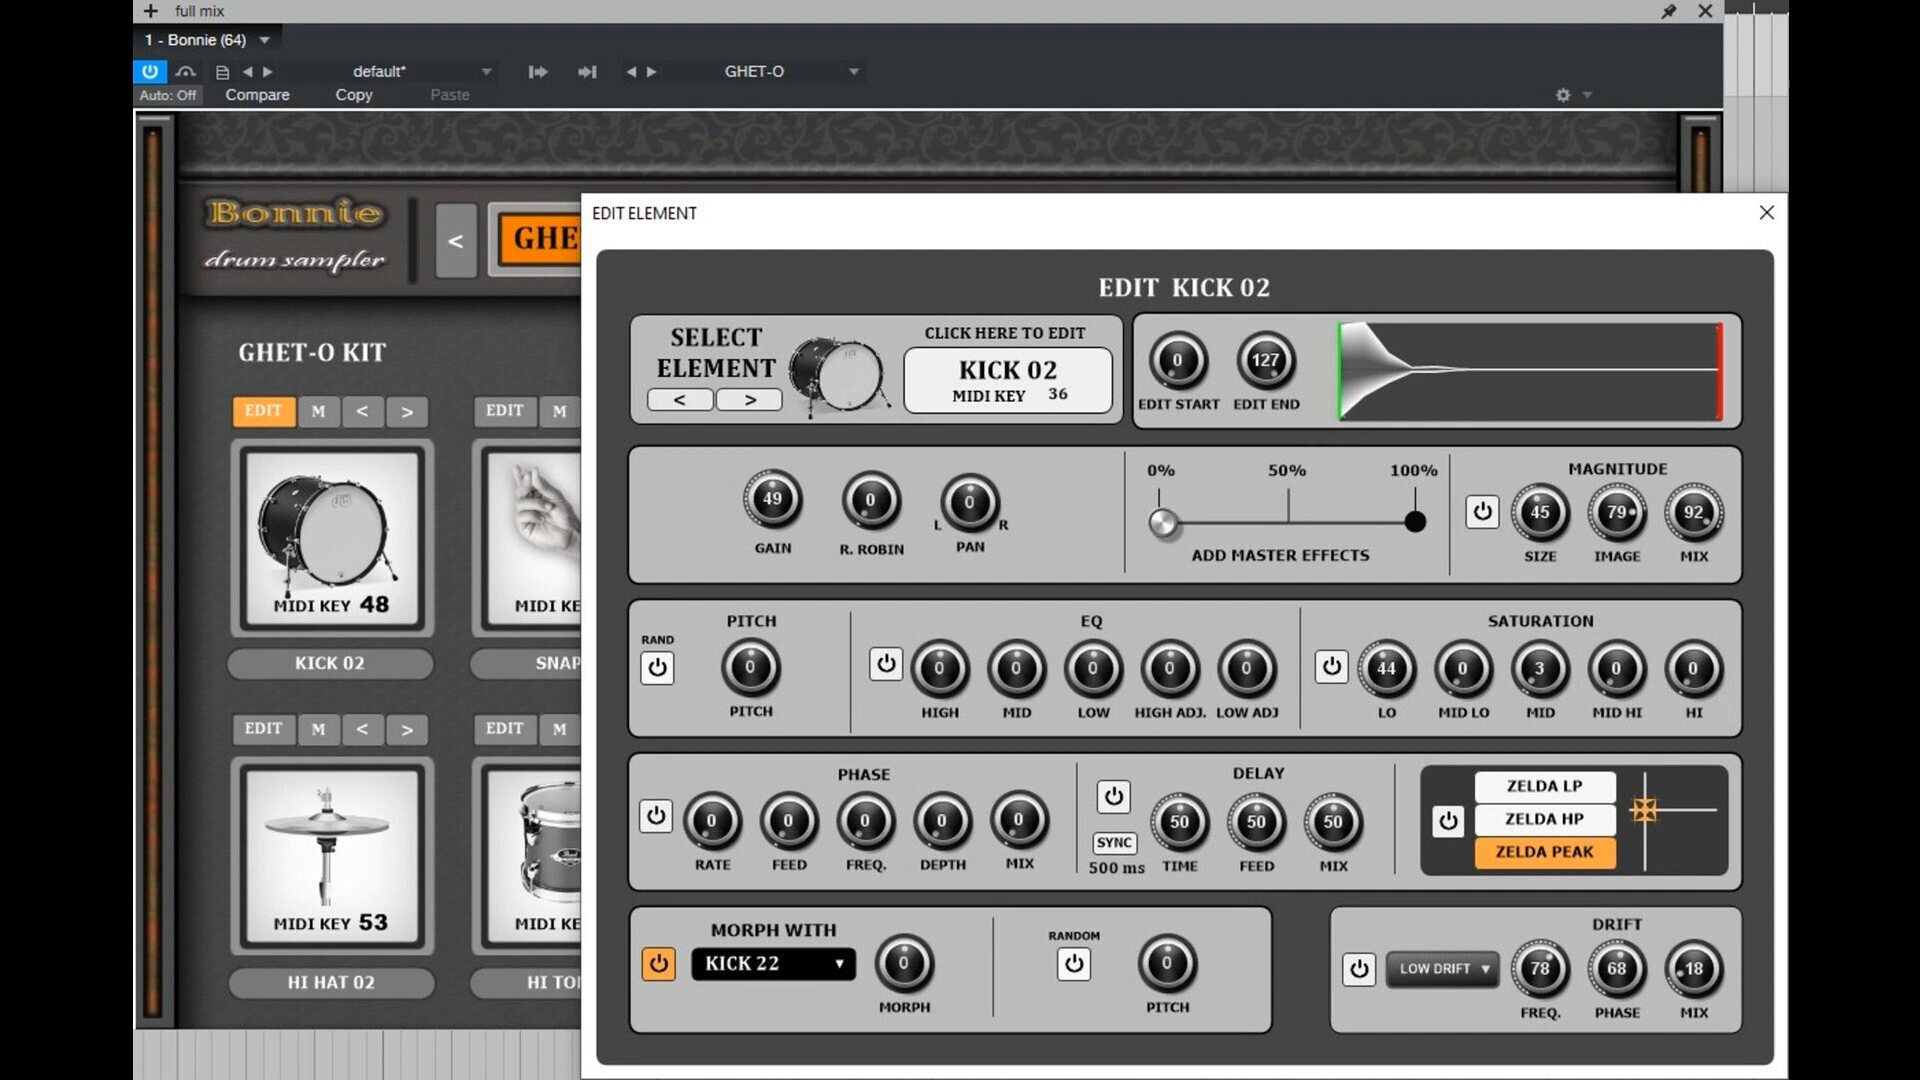 full mix
1 - Bonnie (64)
default*
GHET-O
Auto: Off
Compare
Copy
Paste
Bonnie
drum sampler
<
GHE
GHET-O KIT
EDIT M < >
EDIT M
MIDI KEY 48
MIDI KE
KICK 02
SNAP
EDIT M < >
EDIT M
MIDI KEY 53
MIDI KE
HI HAT 02
HI TO
EDIT ELEMENT
EDIT KICK 02
SELECT
ELEMENT
< >
CLICK HERE TO EDIT
KICK 02
MIDI KEY 36
0 127
EDIT START EDIT END
49 0 0
L R
GAIN R. ROBIN PAN
0% 50% 100%
ADD MASTER EFFECTS
MAGNITUDE
45 79 92
SIZE IMAGE MIX
RAND
PITCH
0
PITCH
EQ
0 0 0 0 0
HIGH MID LOW HIGH ADJ. LOW ADJ
SATURATION
44 0 3 0 0
LO MID LO MID MID HI HI
PHASE
0 0 0 0 0
RATE FEED FREQ. DEPTH MIX
DELAY
SYNC
500 ms
50 50 50
TIME FEED MIX
ZELDA LP
ZELDA HP
ZELDA PEAK
MORPH WITH
KICK 22
0
MORPH
RANDOM
0
PITCH
DRIFT
LOW DRIFT
78 68 18
FREQ. PHASE MIX